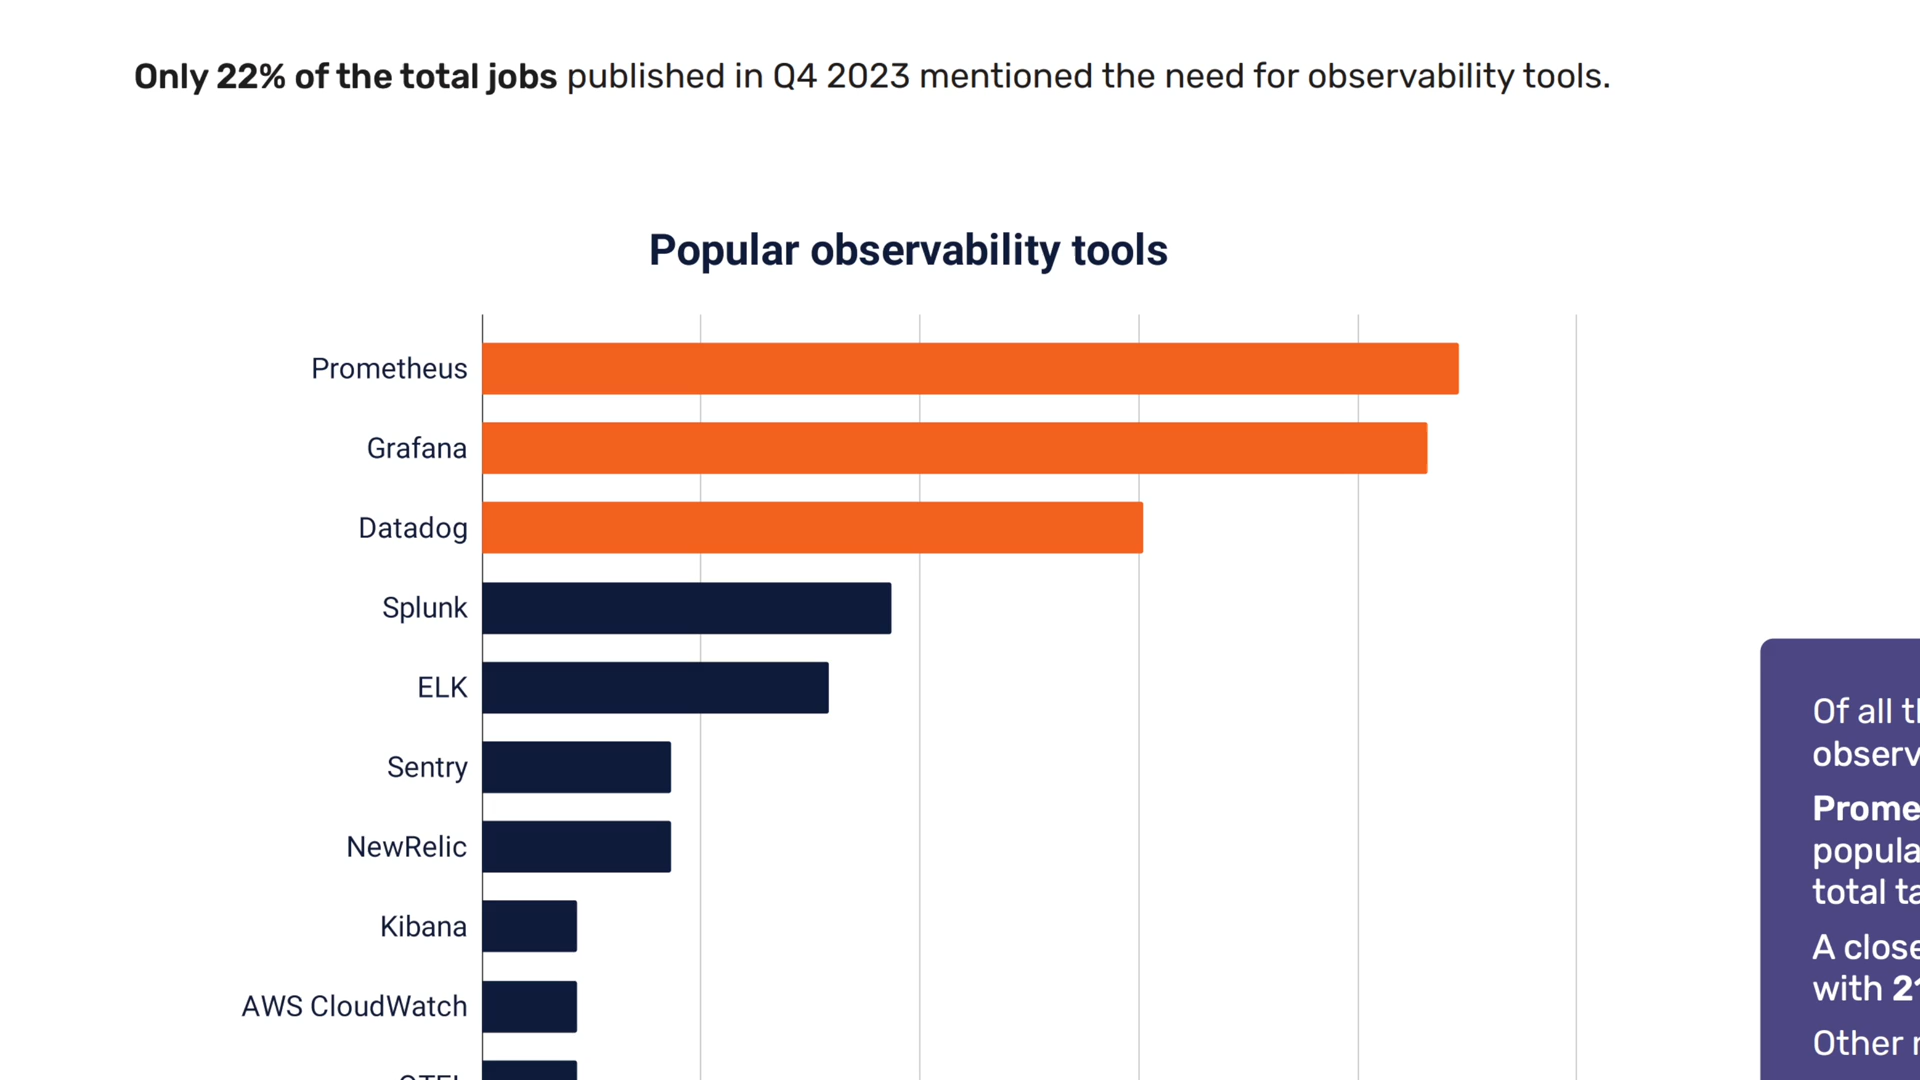 Only 22% of the total jobs published in Q4 2023 mentioned the need for observability tools.
Popular observability tools
Prometheus
Grafana
Datadog
Splunk
ELK
Sentry
NewRelic
Kibana
AWS CloudWatch
Of all
observ
Prome
popula
total
A close
with
Other